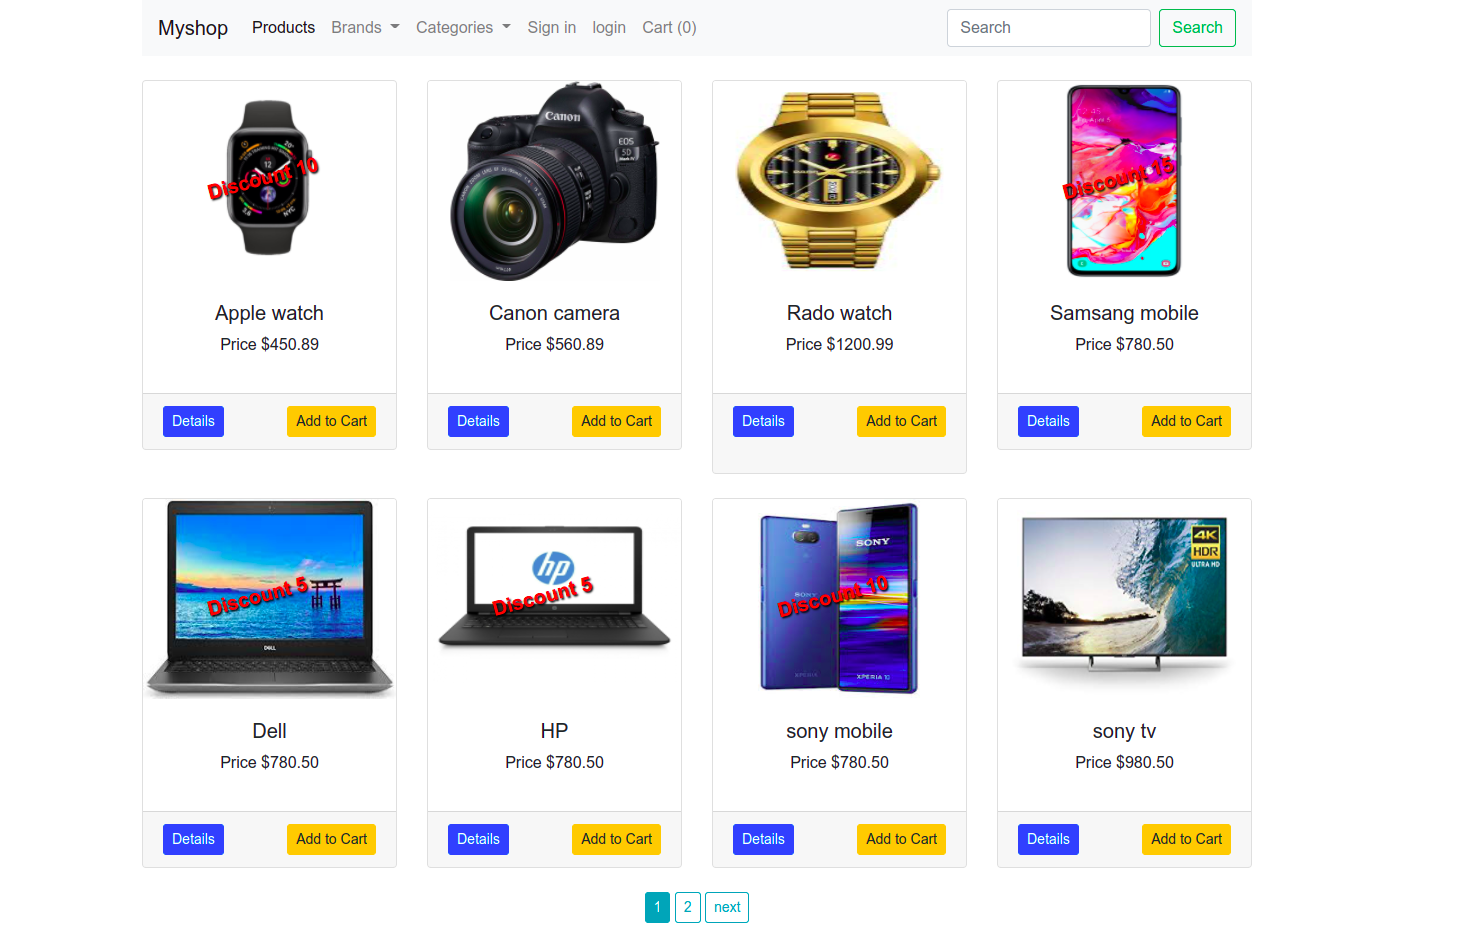 Myshop Products Brands Categories Sign in login Cart (0) Search Search
Discount 10
Canon
EOS
5D
Discount 15
Apple watch
Price $450.89
Details Add to Cart
Canon camera
Price $560.89
Details Add to Cart
Rado watch
Price $1200.99
Details Add to Cart
Samsang mobile
Price $780.50
Details Add to Cart
Discount 5
DELL
hp
Discount 5
SONY
SONY
Discount 10
XPERIA
XPERIA 10
4K
HDR
ULTRA HD
Dell
Price $780.50
Details Add to Cart
HP
Price $780.50
Details Add to Cart
sony mobile
Price $780.50
Details Add to Cart
sony tv
Price $980.50
Details Add to Cart
1 2 next